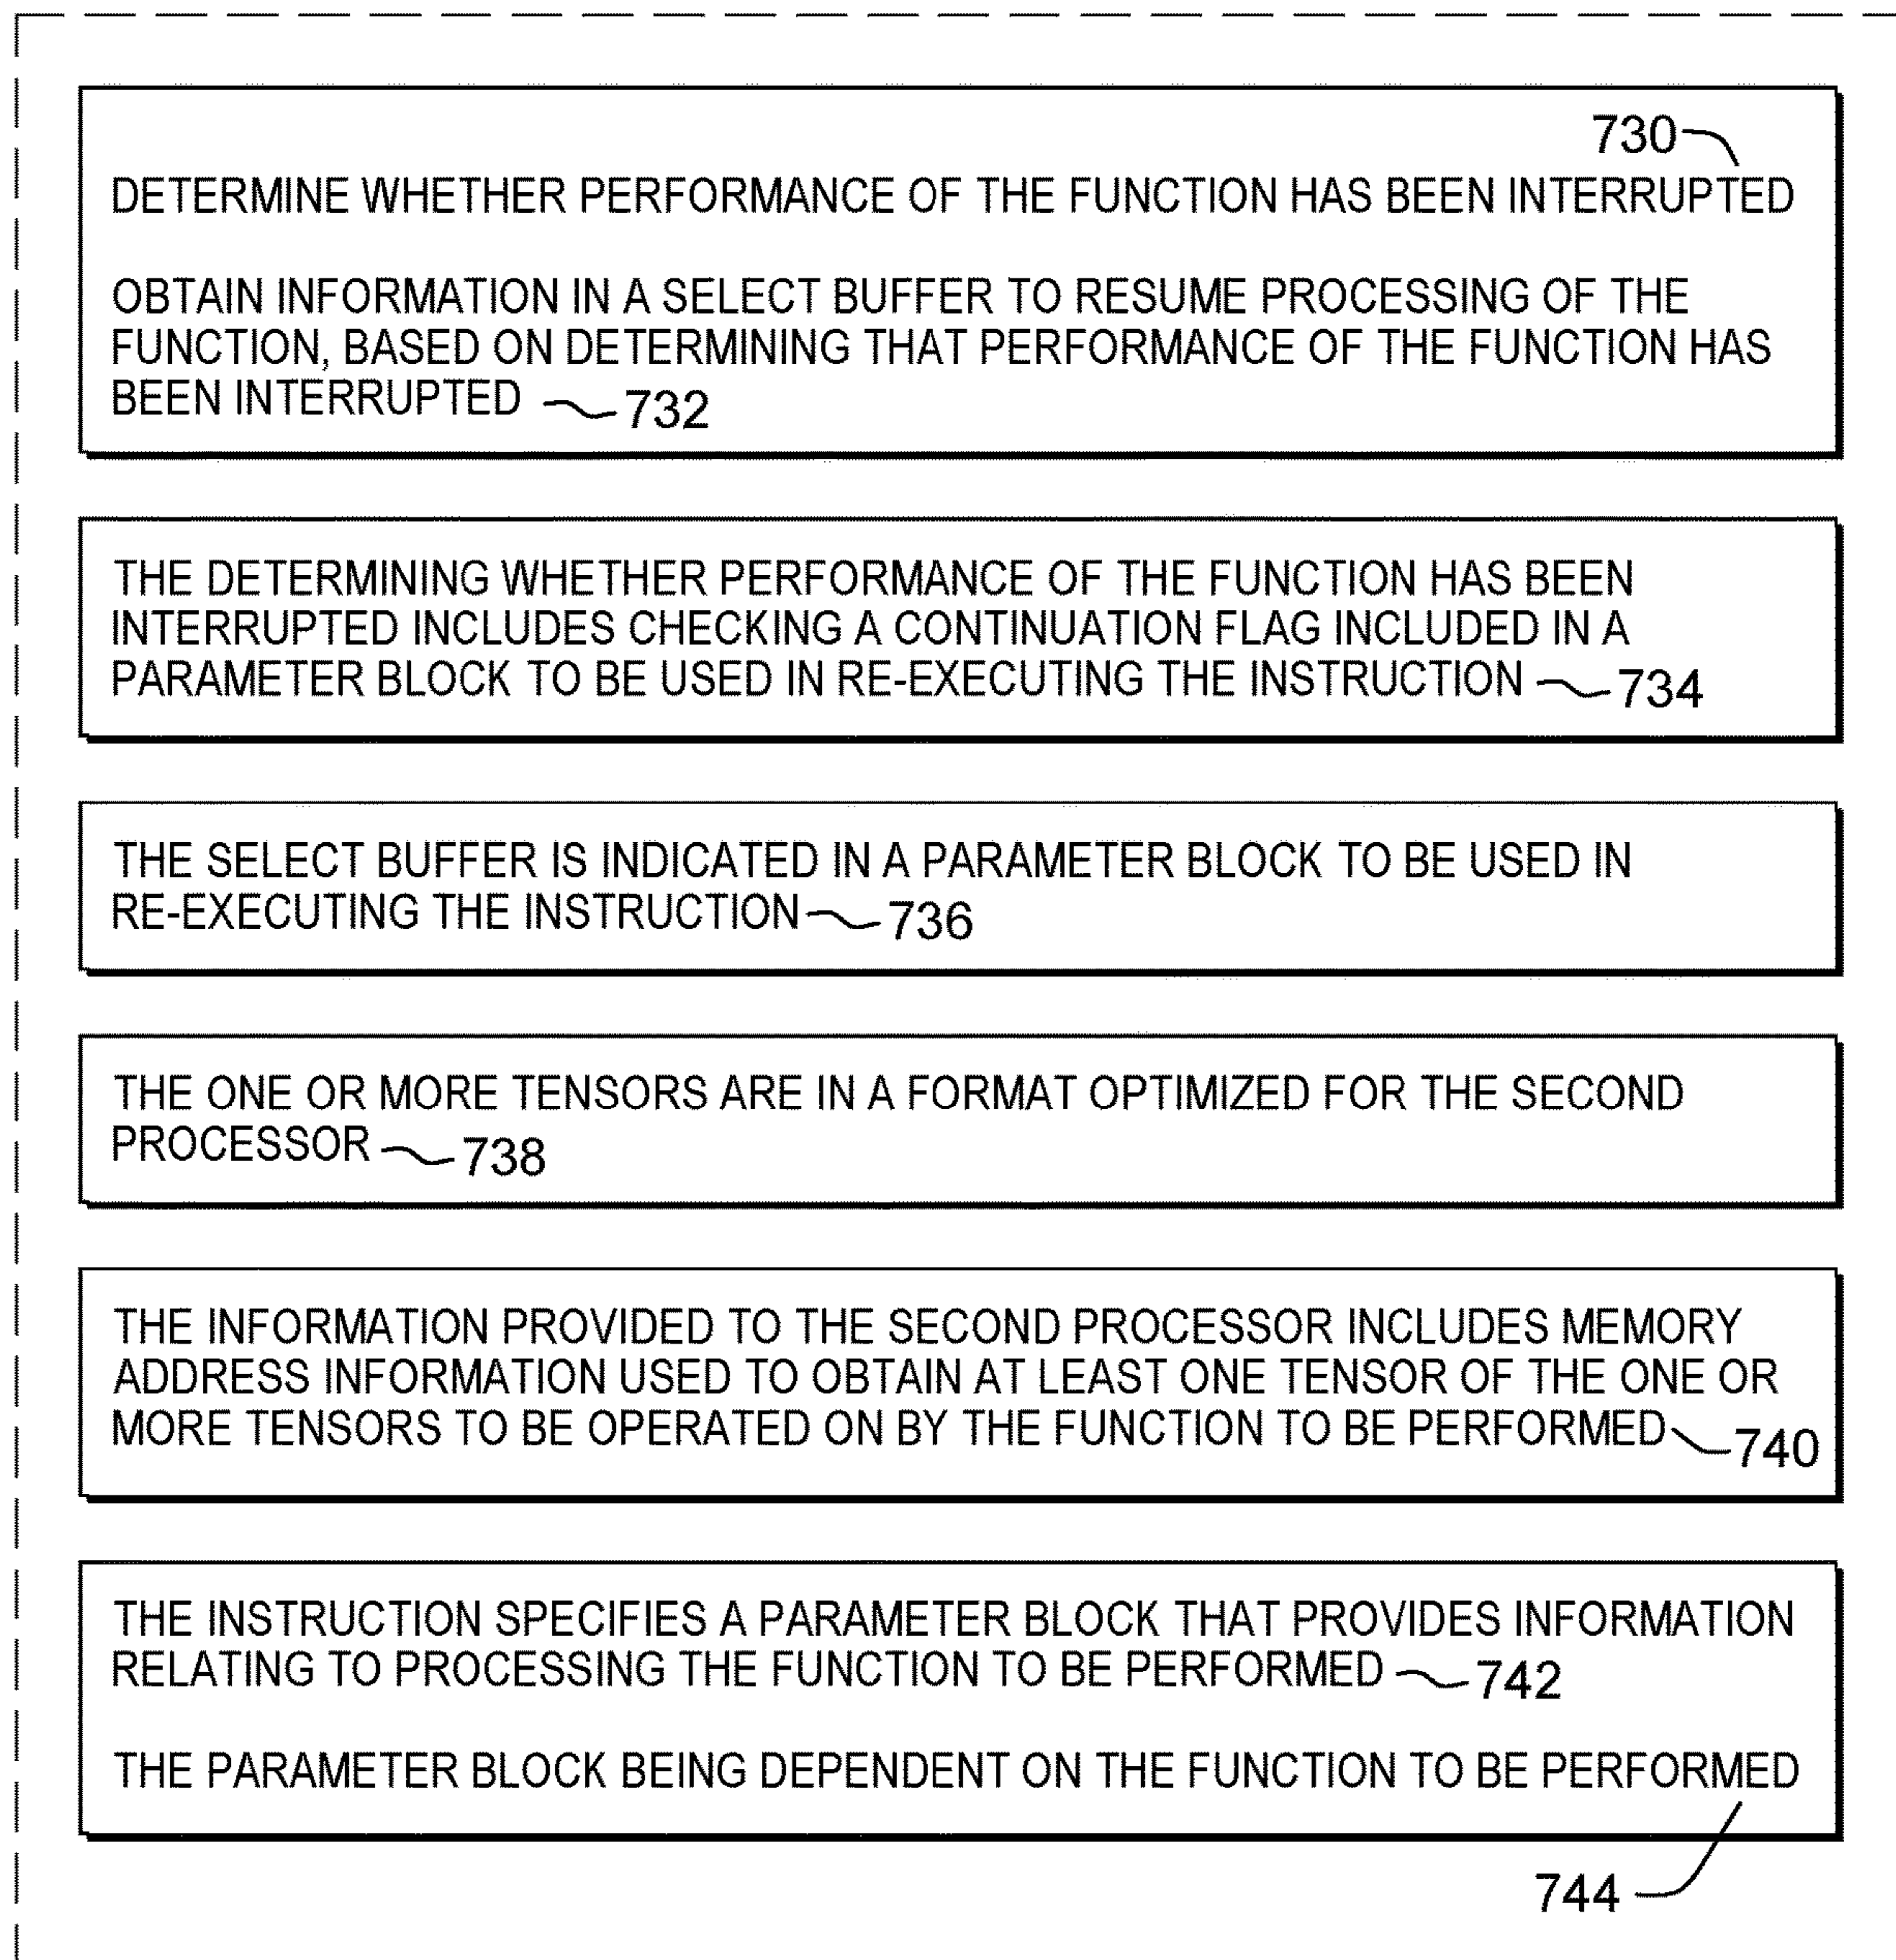 730
DETERMINE WHETHER PERFORMANCE OF THE FUNCTION HAS BEEN INTERRUPTED
OBTAIN INFORMATION IN A SELECT BUFFER TO RESUME PROCESSING OF THE
FUNCTION, BASED ON DETERMINING THAT PERFORMANCE OF THE FUNCTION HAS
BEEN INTERRUPTED 732
THE DETERMINING WHETHER PERFORMANCE OF THE FUNCTION HAS BEEN
INTERRUPTED INCLUDES CHECKING A CONTINUATION FLAG INCLUDED IN A
PARAMETER BLOCK TO BE USED IN RE-EXECUTING THE INSTRUCTION 734
THE SELECT BUFFER IS INDICATED IN A PARAMETER BLOCK TO BE USED IN
RE-EXECUTING THE INSTRUCTION 736
THE ONE OR MORE TENSORS ARE IN A FORMAT OPTIMIZED FOR THE SECOND
PROCESSOR 738
THE INFORMATION PROVIDED TO THE SECOND PROCESSOR INCLUDES MEMORY
ADDRESS INFORMATION USED TO OBTAIN AT LEAST ONE TENSOR OF THE ONE OR
MORE TENSORS TO BE OPERATED ON BY THE FUNCTION TO BE PERFORMED 740
THE INSTRUCTION SPECIFIES A PARAMETER BLOCK THAT PROVIDES INFORMATION
RELATING TO PROCESSING THE FUNCTION TO BE PERFORMED 742
THE PARAMETER BLOCK BEING DEPENDENT ON THE FUNCTION TO BE PERFORMED
744